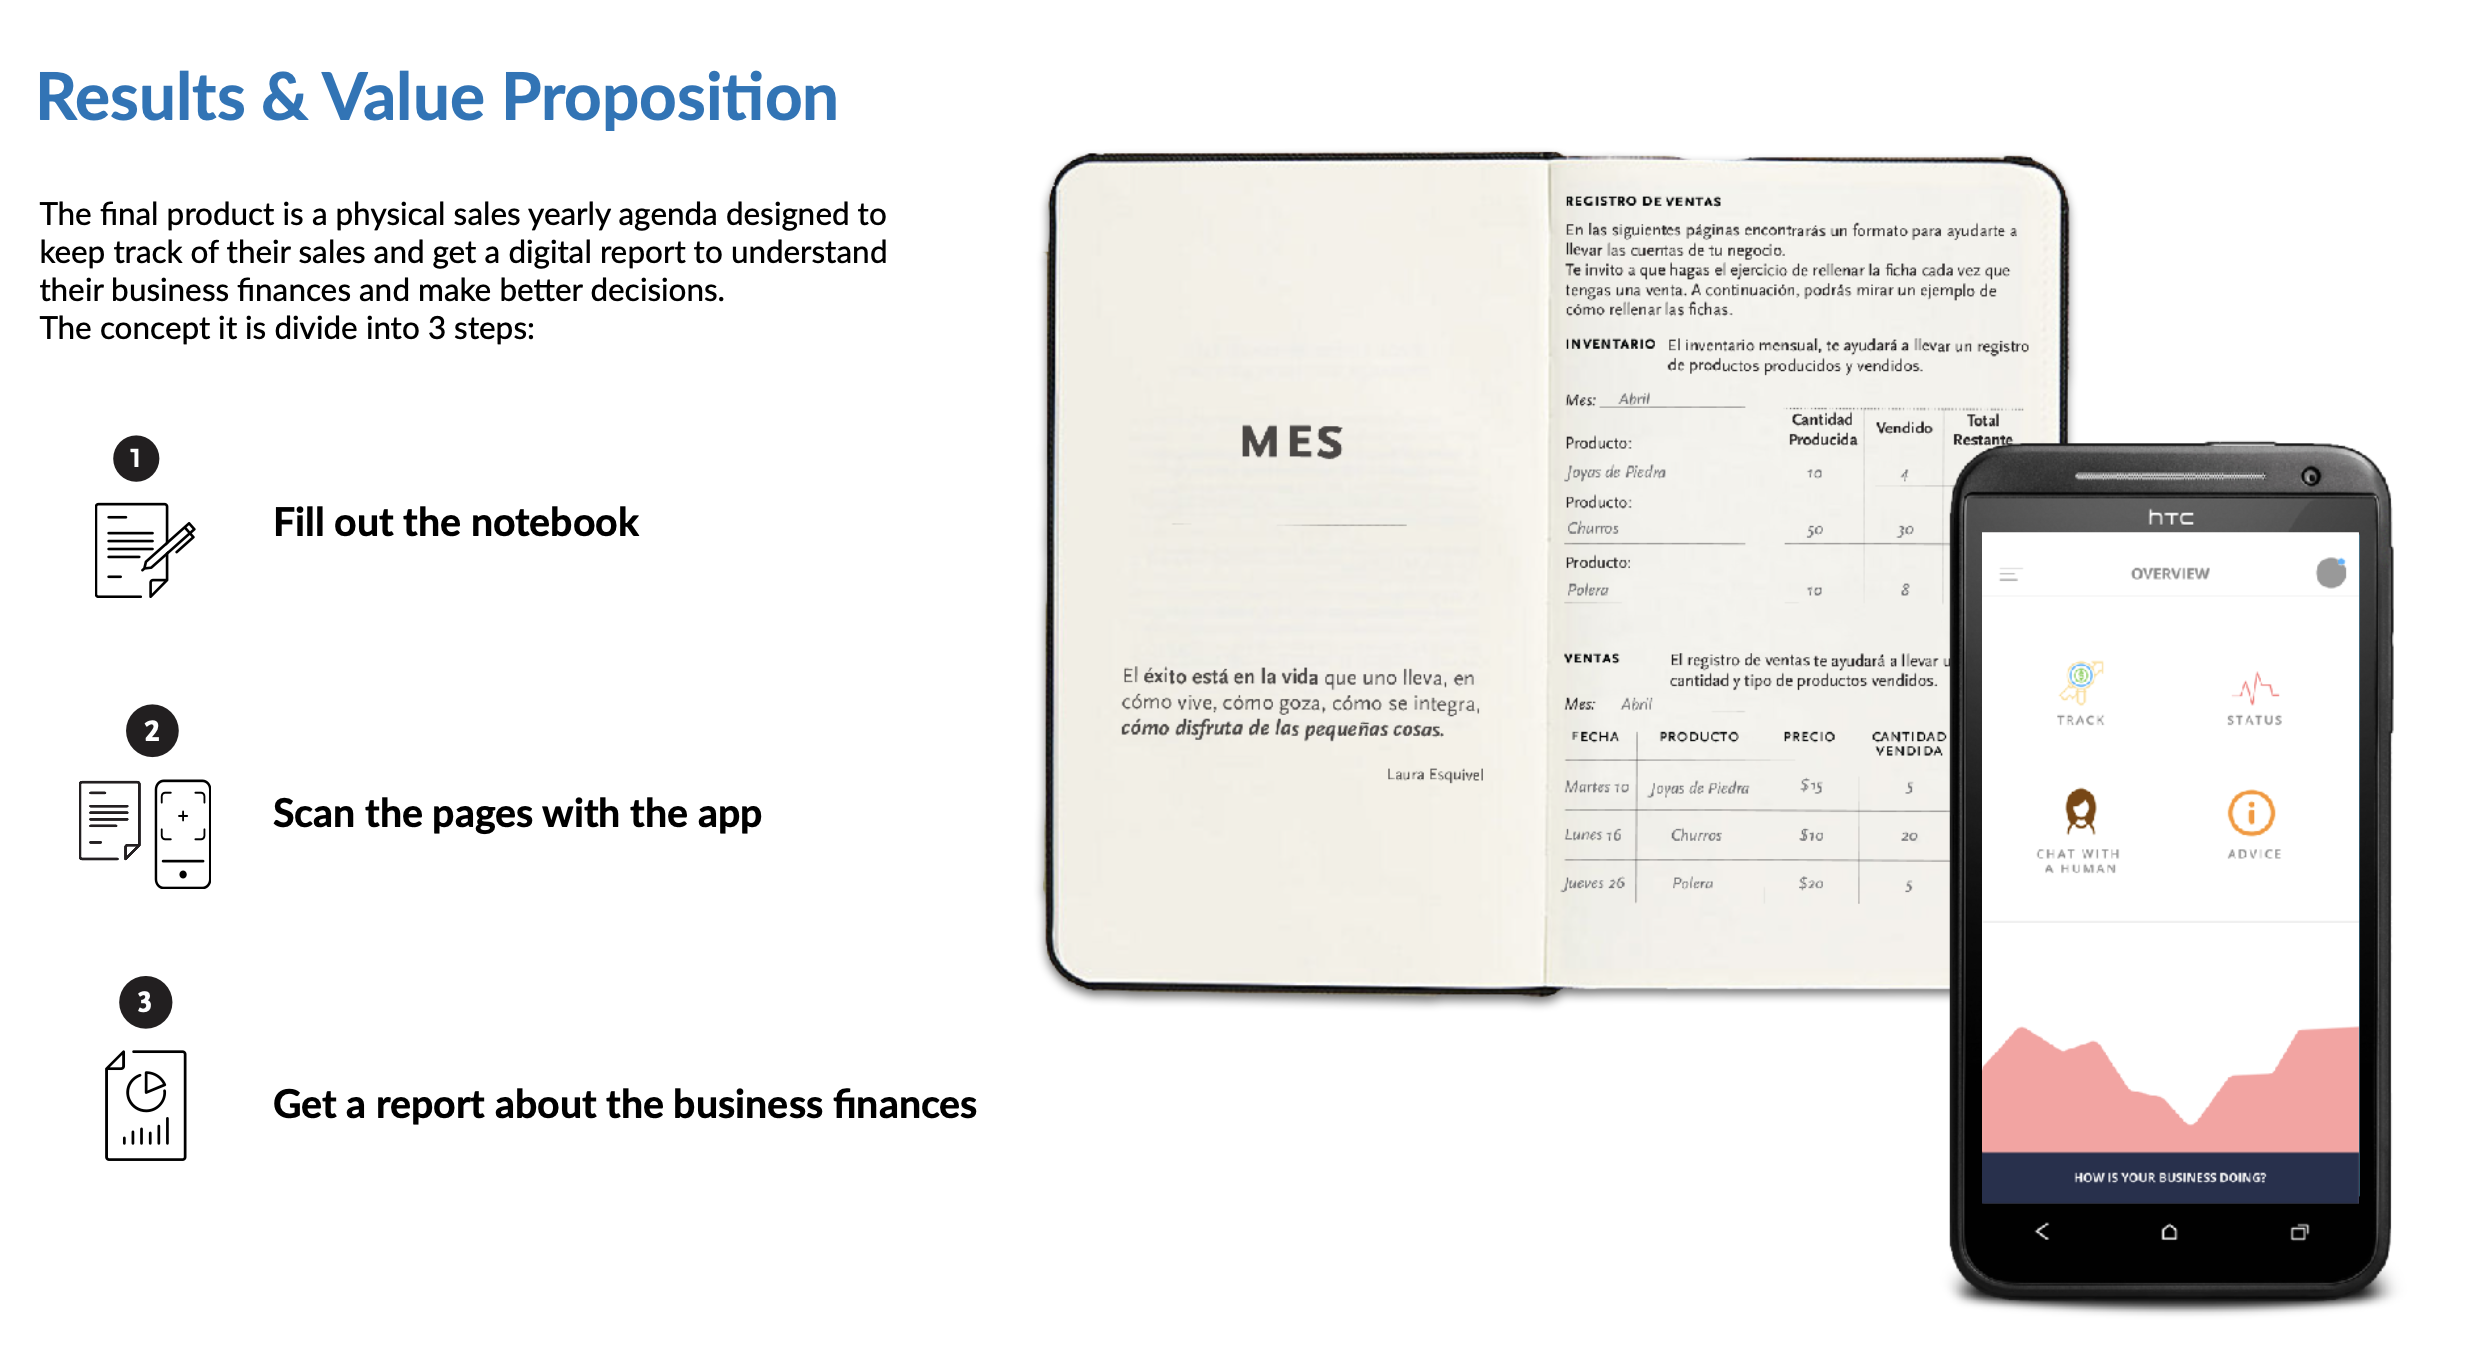 Results & Value Proposition
The final product is a physical sales yearly agenda designed to
keep track of their sales and get a digital report to understand
their business finances and make better decisions.
The concept it is divide into 3 steps:
1
Fill out the notebook
2
Scan the pages with the app
3
Get a report about the business finances
MES
El éxito está en la vida que uno lleva, en
cómo vive, cómo goza, cómo se integra,
cómo disfruta de las pequeñas cosas.
Laura Esquivel
REGISTRO DE VENTAS
En las siguientes páginas encontrarás un formato para ayudarte a
llevar las cuentas de tu negocio.
Te invito a que hagas el ejercicio de rellenar la ficha cada vez que
tengas una venta. A continuación, podrás mirar un ejemplo de
cómo rellenar las fichas.
INVENTARIO El inventario mensual, te ayudará a llevar un registro
de productos producidos y vendidos.
Mes: Abril
Cantidad Producida Vendido Total Restante
Producto:
Joyas de Piedra 10 4
Producto:
Churros 50 30
Producto:
Polera 10 8
VENTAS El registro de ventas te ayudará a llevar
cantidad y tipo de productos vendidos.
Mes: Abril
FECHA PRODUCTO PRECIO CANTIDAD VENDIDA
Martes 10 Joyas de Piedra $15 5
Lunes 16 Churros $10 20
Jueves 26 Polera $20 5
hTC
OVERVIEW
TRACK STATUS
CHAT WITH
A HUMAN
ADVICE
HOW IS YOUR BUSINESS DOING?